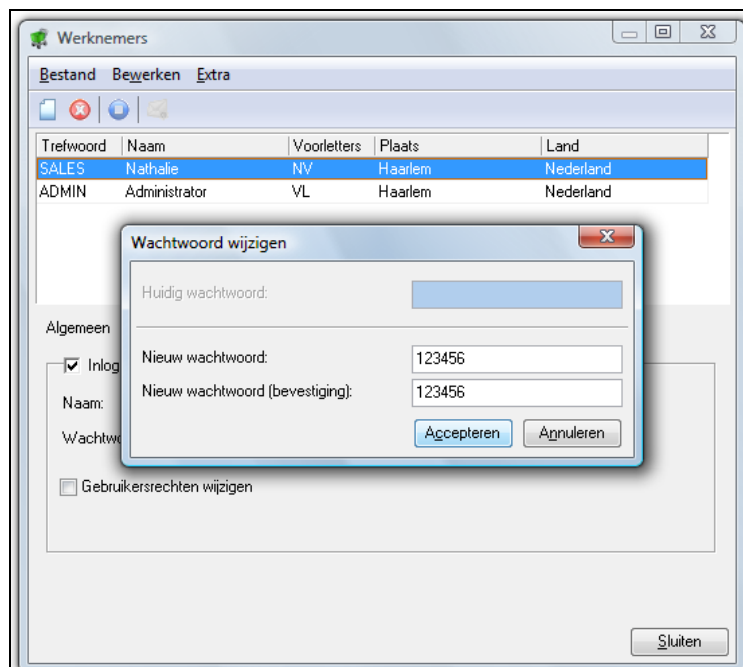 Werknemers
Bestand Bewerken Extra
Trefwoord Naam Voorletters Plaats Land
SALES Nathalie NV Haarlem Nederland
ADMIN Administrator VL Haarlem Nederland
Wachtwoord wijzigen
Huidig wachtwoord:
Algemeen
Nieuw wachtwoord: 123456
Inlog
Nieuw wachtwoord (bevestiging): 123456
Naam:
Accepteren Annuleren
Wachtwo
Gebruikersrechten wijzigen
Sluiten